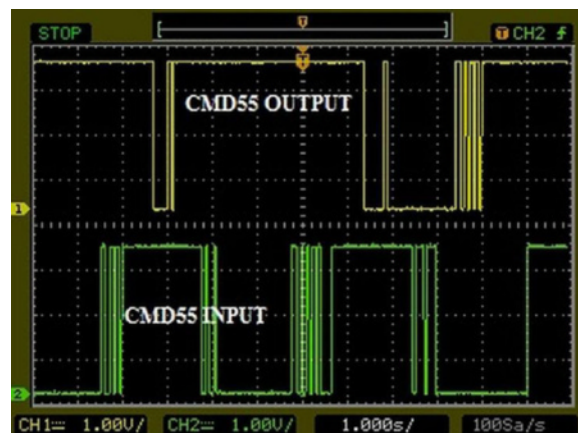 STOP
T
T CH2
T
CMD55 OUTPUT
1
CMD55 INPUT
2
CH1 1.00V/ CH2 1.00V/ 1.000s/ 100Sa/s